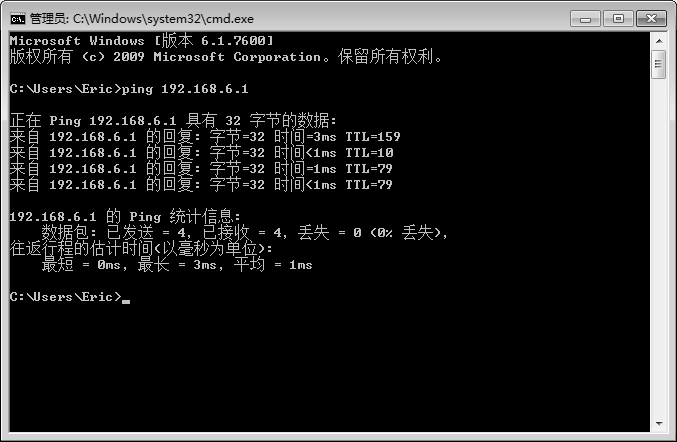 管理员: C:\Windows\system32\cmd.exe
Microsoft Windows [版本 6.1.7600]
版权所有 (c) 2009 Microsoft Corporation。保留所有权利。
C:\Users\Eric>ping 192.168.6.1
正在 Ping 192.168.6.1 具有 32 字节的数据:
来自 192.168.6.1 的回复: 字节=32 时间=3ms TTL=159
来自 192.168.6.1 的回复: 字节=32 时间<1ms TTL=10
来自 192.168.6.1 的回复: 字节=32 时间=1ms TTL=79
来自 192.168.6.1 的回复: 字节=32 时间<1ms TTL=79
192.168.6.1 的 Ping 统计信息:
数据包: 已发送 = 4, 已接收 = 4, 丢失 = 0 (0% 丢失),
往返行程的估计时间(以毫秒为单位):
最短 = 0ms, 最长 = 3ms, 平均 = 1ms
C:\Users\Eric>_